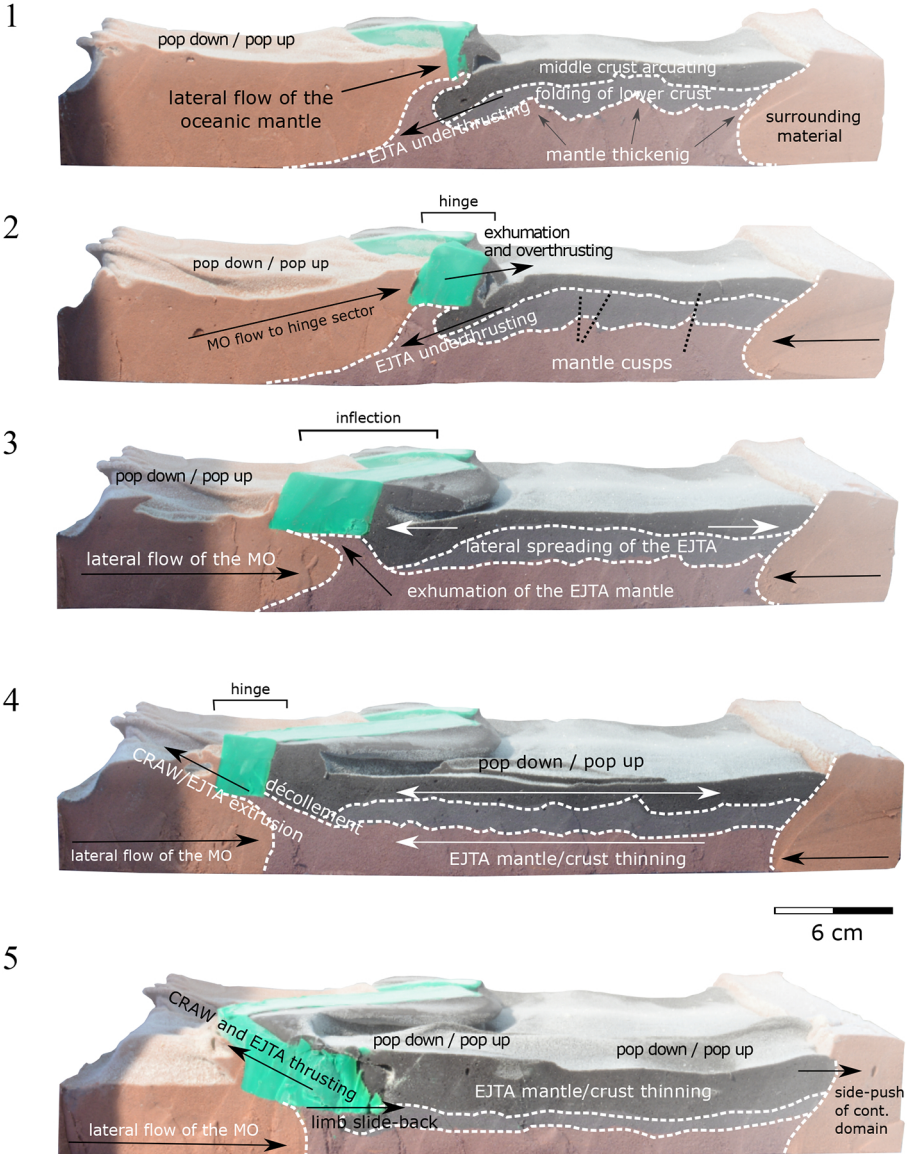 1
pop down / pop up
middle crust arcuating
folding of lower crust
lateral flow of the
oceanic mantle
surrounding
material
EJTA underthrusting
mantle thickenig
2
hinge
exhumation
and overthrusting
pop down / pop up
MO flow to hinge sector
EJTA underthrusting
mantle cusps
3
inflection
pop down / pop up
lateral flow of the MO
lateral spreading of the EJTA
exhumation of the EJTA mantle
4
hinge
CRAW/EJTA extrusion
décollement
pop down / pop up
lateral flow of the MO
EJTA mantle/crust thinning
6 cm
5
CRAW and EJTA thrusting
pop down / pop up
pop down / pop up
EJTA mantle/crust thinning
side-push
of cont.
domain
limb slide-back
lateral flow of the MO